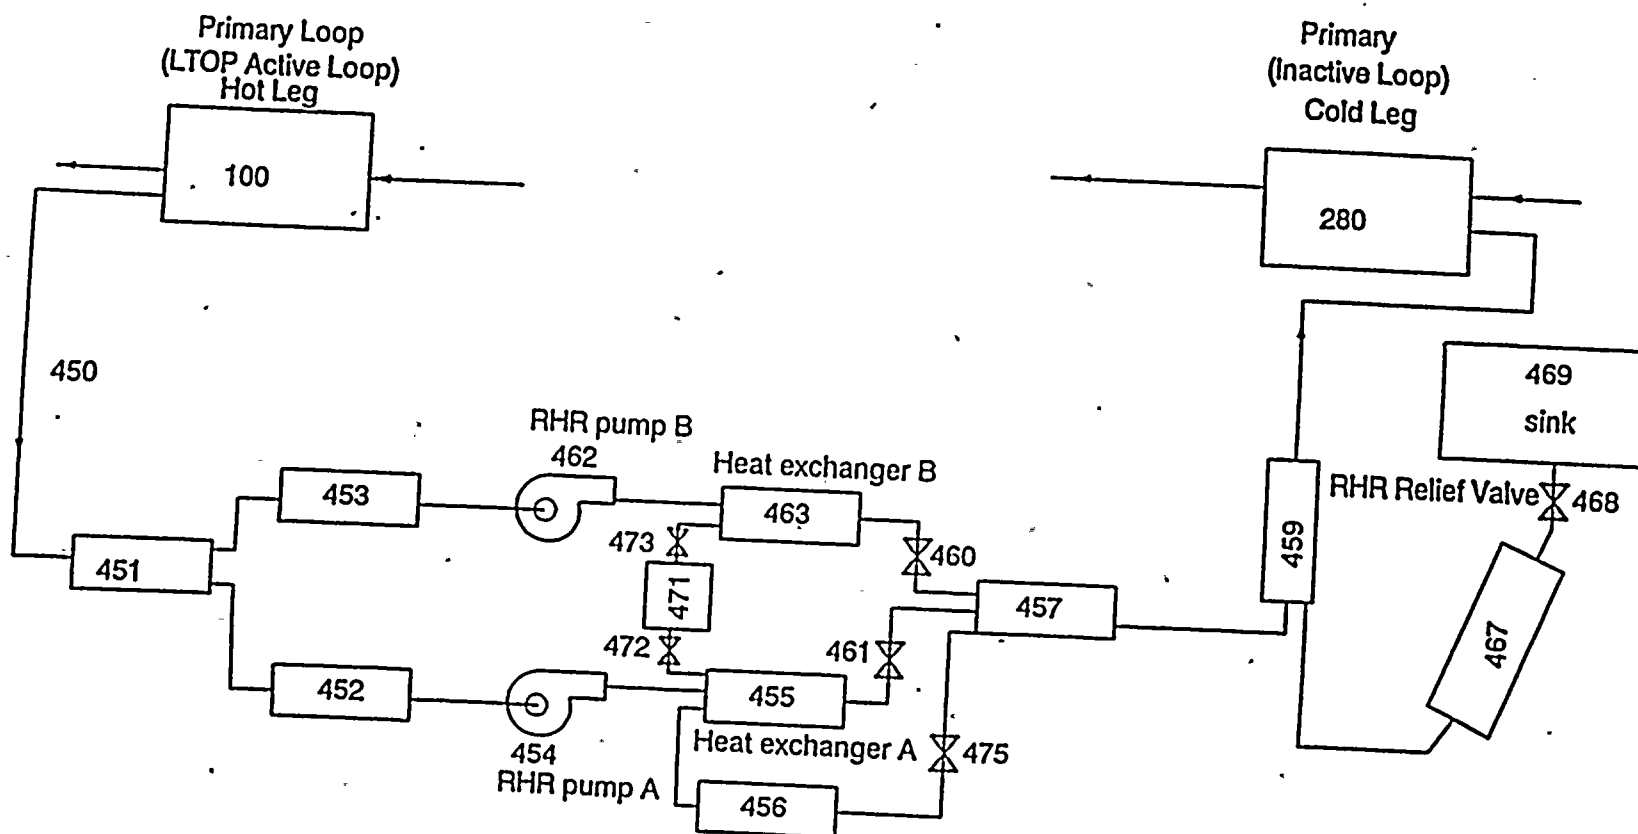 Primary Loop
(LTOP Active Loop)
Hot Leg
100
Primary
(Inactive Loop)
Cold Leg
280
450
469
sink
RHR pump B
462
Heat exchanger B
RHR Relief Valve
468
453
463
473
460
459
451
471
457
472
461
467
452
455
454
Heat exchanger A
475
RHR pump A
456